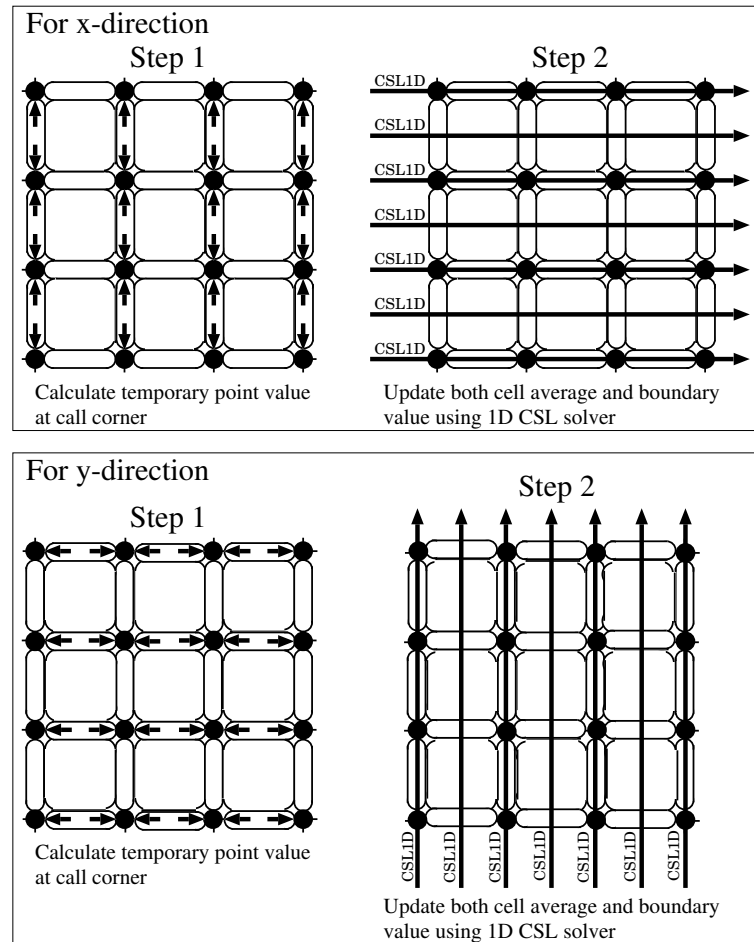 For x-direction
Step 1
Step 2
CSL1D
CSL1D
CSL1D
CSL1D
CSL1D
CSL1D
CSL1D
Calculate temporary point value
at call corner
Update both cell average and boundary
value using 1D CSL solver
For y-direction
Step 1
Step 2
Calculate temporary point value
at call corner
CSL1D
CSL1D
CSL1D
CSL1D
CSL1D
CSL1D
CSL1D
Update both cell average and boundary
value using 1D CSL solver